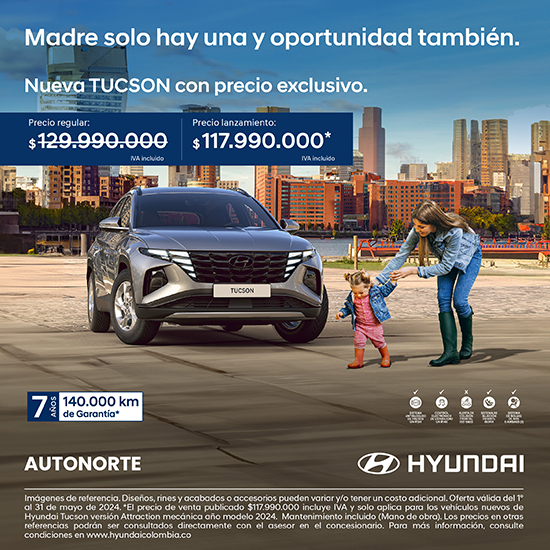 Madre solo hay una y oportunidad también.
Nueva TUCSON con precio exclusivo.
Precio regular:
$129.990.000
IVA incluido
Precio lanzamiento:
$117.990.000*
IVA incluido
TUCSON
7 AÑOS
140.000 km
de Garantía*
AUTONORTE
HYUNDAI
Imágenes de referencia. Diseños, rines y acabados o accesorios pueden variar y/o tener un costo adicional. Oferta válida del 1°
al 31 de mayo de 2024. *El precio de venta publicado $117.990.000 incluye IVA y solo aplica para los vehículos nuevos de
Hyundai Tucson versión Attraction mecánica año modelo 2024. Mantenimiento incluido (Mano de obra). Los precios en otras
referencias podrán ser consultados directamente con el asesor en el concesionario. Para más información, consulte
condiciones en www.hyundaicolombia.co